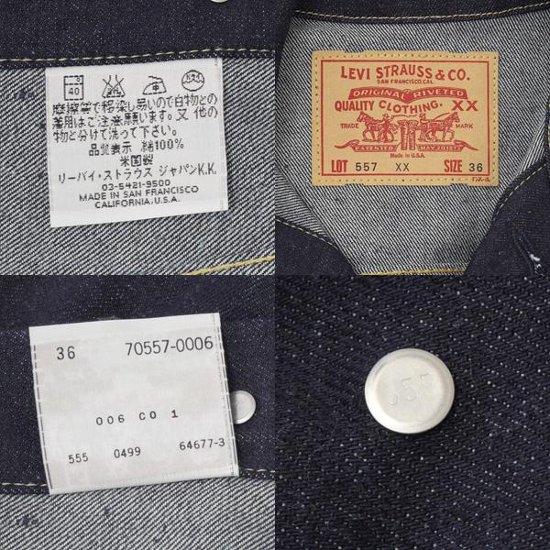 40
摩擦等で移染し易いので白物との
着用はご注意願います。又他の
物と分けて洗って下さい。
品質表示 綿100%
米国製
リーバイ・ストラウス ジャパンK.K.
03-5421-9500
MADE IN SAN FRANCISCO
CALIFORNIA, U.S.A.
LEVI STRAUSS & CO.
SAN FRANCISCO, CAL.
ORIGINAL RIVETED
QUALITY CLOTHING. XX
TRADE MARK
PATENTED MAY 20 1873
Made in U.S.A.
LOT 557 XX SIZE 36
36 70557-0006
006 CO 1
555 0499 64677-3
555